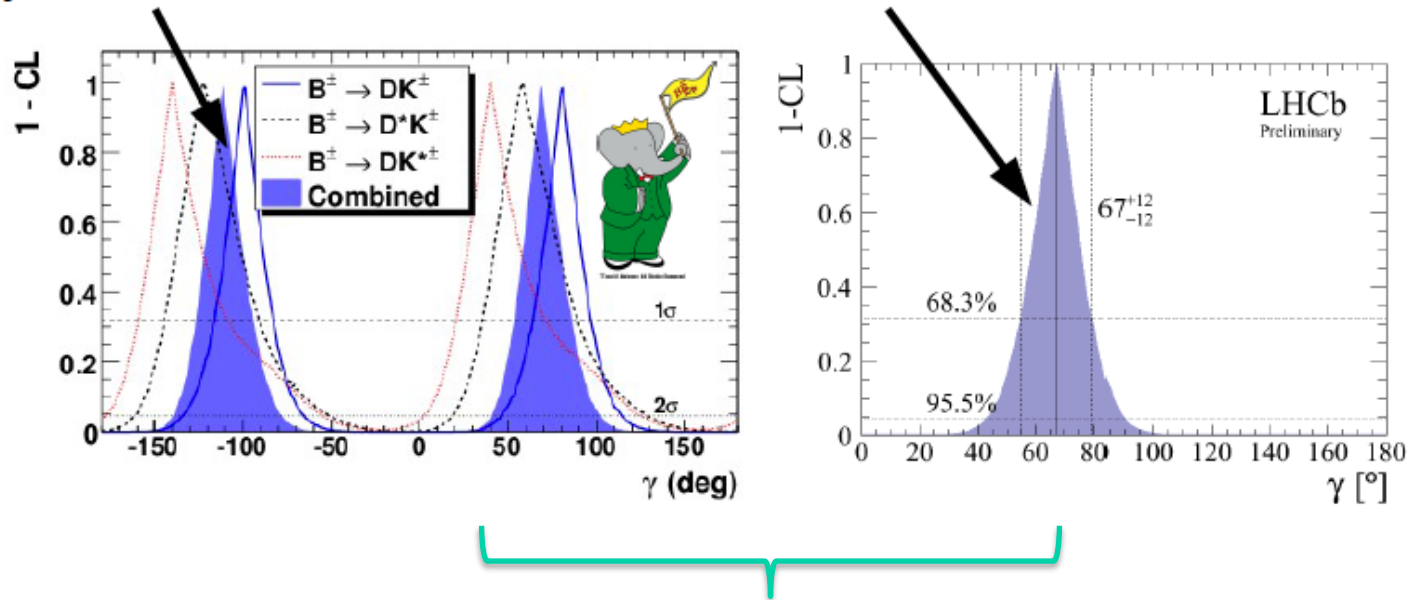 1 - CL
1
0.8
0.6
0.4
0.2
0
B± → DK±
B± → D*K±
B± → DK*±
Combined
1σ
2σ
-150 -100 -50 0 50 100 150
γ (deg)
1-CL
1
0.8
0.6
0.4
0.2
0
LHCb
Preliminary
67 +12 -12
68.3%
95.5%
0 20 40 60 80 100 120 140 160 180
γ [°]